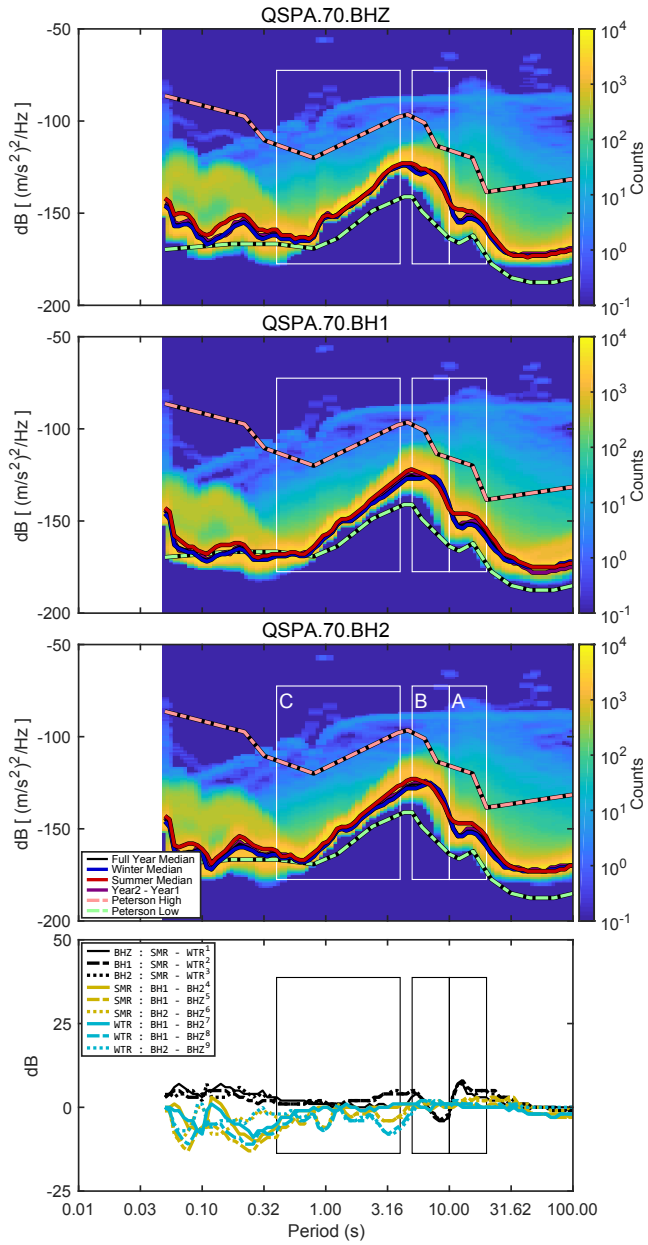 QSPA.70.BHZ
-50
-100
-150
-200
dB [ (m/s²)²/Hz]
10⁴
10³
10²
10¹
10⁰
10⁻¹
Counts
QSPA.70.BH1
-50
-100
-150
-200
dB [ (m/s²)²/Hz]
10⁴
10³
10²
10¹
10⁰
10⁻¹
Counts
QSPA.70.BH2
-50
-100
-150
-200
dB [ (m/s²)²/Hz]
C B A
Full Year Median
Winter Median
Summer Median
Year2 - Year1
Peterson High
Peterson Low
10⁴
10³
10²
10¹
10⁰
10⁻¹
Counts
50
25
0
-25
dB
BHZ : SMR - WTR¹
BH1 : SMR - WTR²
BH2 : SMR - WTR³
SMR : BH1 - BH2⁴
SMR : BH1 - BHZ⁵
SMR : BH2 - BHZ⁶
WTR : BH1 - BH2⁷
WTR : BH1 - BHZ⁸
WTR : BH2 - BHZ⁹
0.01 0.03 0.10 0.32 1.00 3.16 10.00 31.62 100.00
Period (s)